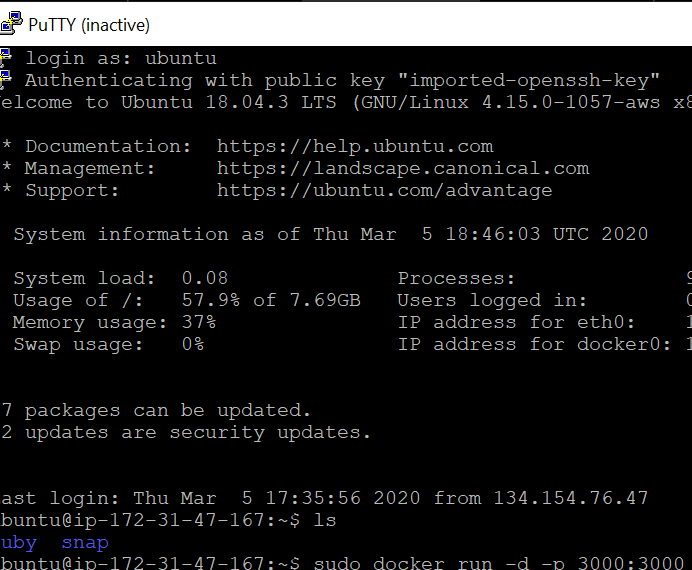 PuTTY (inactive)
login as: ubuntu
Authenticating with public key "imported-openssh-key"
elcome to Ubuntu 18.04.3 LTS (GNU/Linux 4.15.0-1057-aws x8
* Documentation:  https://help.ubuntu.com
* Management:     https://landscape.canonical.com
* Support:        https://ubuntu.com/advantage
System information as of Thu Mar  5 18:46:03 UTC 2020
System load:  0.08              Processes:              9
Usage of /:   57.9% of 7.69GB   Users logged in:        0
Memory usage: 37%               IP address for eth0:    1
Swap usage:   0%                IP address for docker0: 1
7 packages can be updated.
2 updates are security updates.
ast login: Thu Mar  5 17:35:56 2020 from 134.154.76.47
buntu@ip-172-31-47-167:~$ ls
uby  snap
buntu@ip-172-31-47-167:~$ sudo docker run -d -p 3000:3000